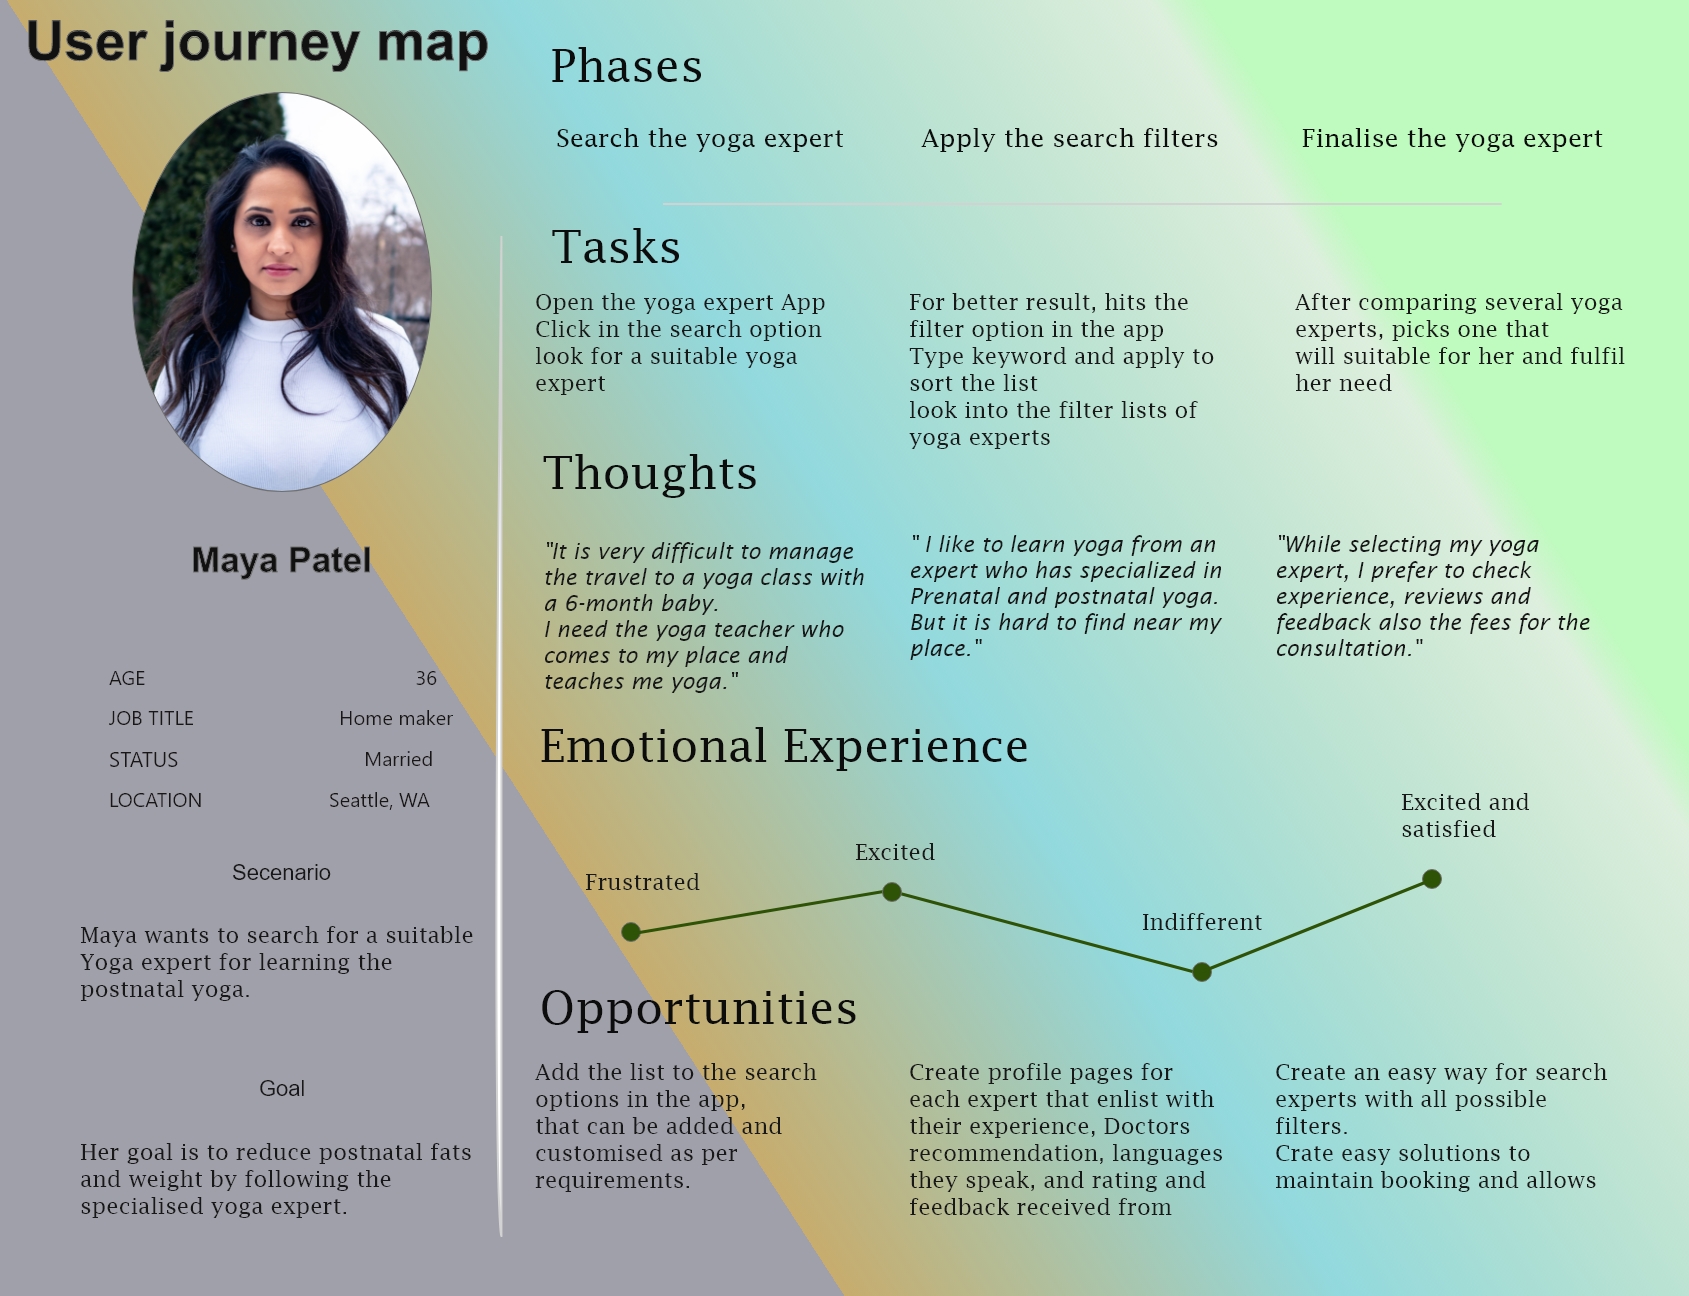 User journey map
Maya Patel
AGE 36
JOB TITLE Home maker
STATUS Married
LOCATION Seattle, WA
Secenario
Maya wants to search for a suitable
Yoga expert for learning the
postnatal yoga.
Goal
Her goal is to reduce postnatal fats
and weight by following the
specialised yoga expert.
Phases
Search the yoga expert
Apply the search filters
Finalise the yoga expert
Tasks
Open the yoga expert App
Click in the search option
look for a suitable yoga
expert
For better result, hits the
filter option in the app
Type keyword and apply to
sort the list
look into the filter lists of
yoga experts
After comparing several yoga
experts, picks one that
will suitable for her and fulfil
her need
Thoughts
"It is very difficult to manage
the travel to a yoga class with
a 6-month baby.
I need the yoga teacher who
comes to my place and
teaches me yoga."
" I like to learn yoga from an
expert who has specialized in
Prenatal and postnatal yoga.
But it is hard to find near my
place."
"While selecting my yoga
expert, I prefer to check
experience, reviews and
feedback also the fees for the
consultation."
Emotional Experience
Frustrated
Excited
Indifferent
Excited and
satisfied
Opportunities
Add the list to the search
options in the app,
that can be added and
customised as per
requirements.
Create profile pages for
each expert that enlist with
their experience, Doctors
recommendation, languages
they speak, and rating and
feedback received from
Create an easy way for search
experts with all possible
filters.
Crate easy solutions to
maintain booking and allows